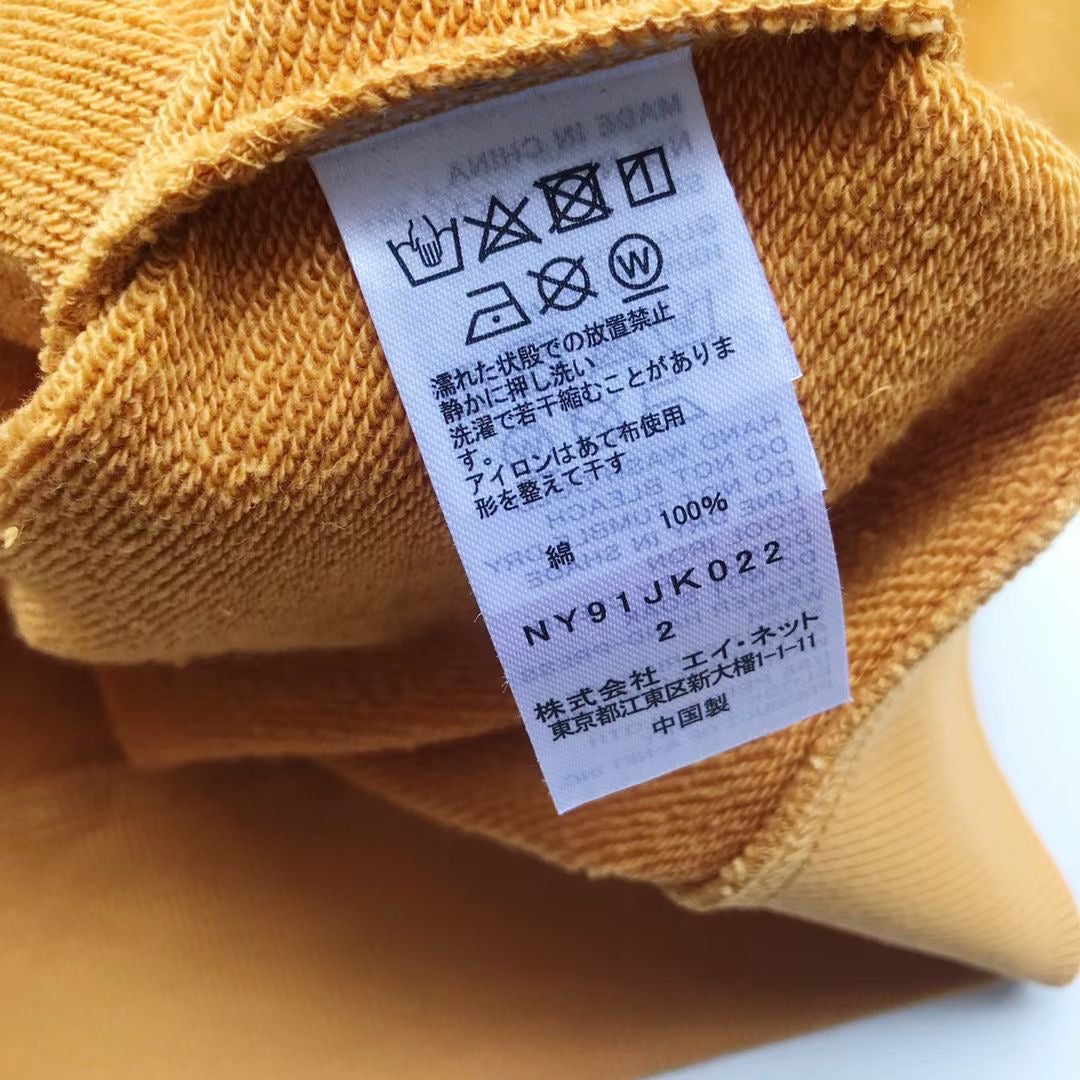 濡れた状殷での放置禁止
静かに押し洗い
洗濯で若干縮むことがありま
す。
アイロンはあて布使用
形を整えて干す
綿 100%
NY91JK022
2
株式会社 エイ・ネット
東京都江東区新大橋1-1-11
中国製
MADE IN CHINA